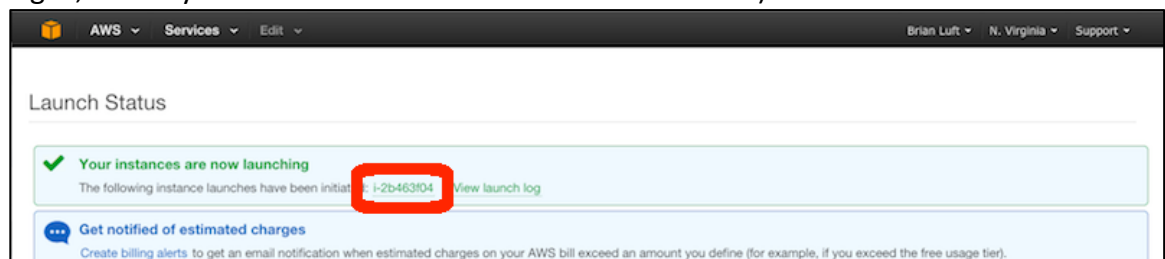 AWS Services Edit Brian Luft N. Virginia Support
Launch Status
Your instances are now launching
The following instance launches have been initiated: i-2b463f04 View launch log
Get notified of estimated charges
Create billing alerts to get an email notification when estimated charges on your AWS bill exceed an amount you define (for example, if you exceed the free usage tier).